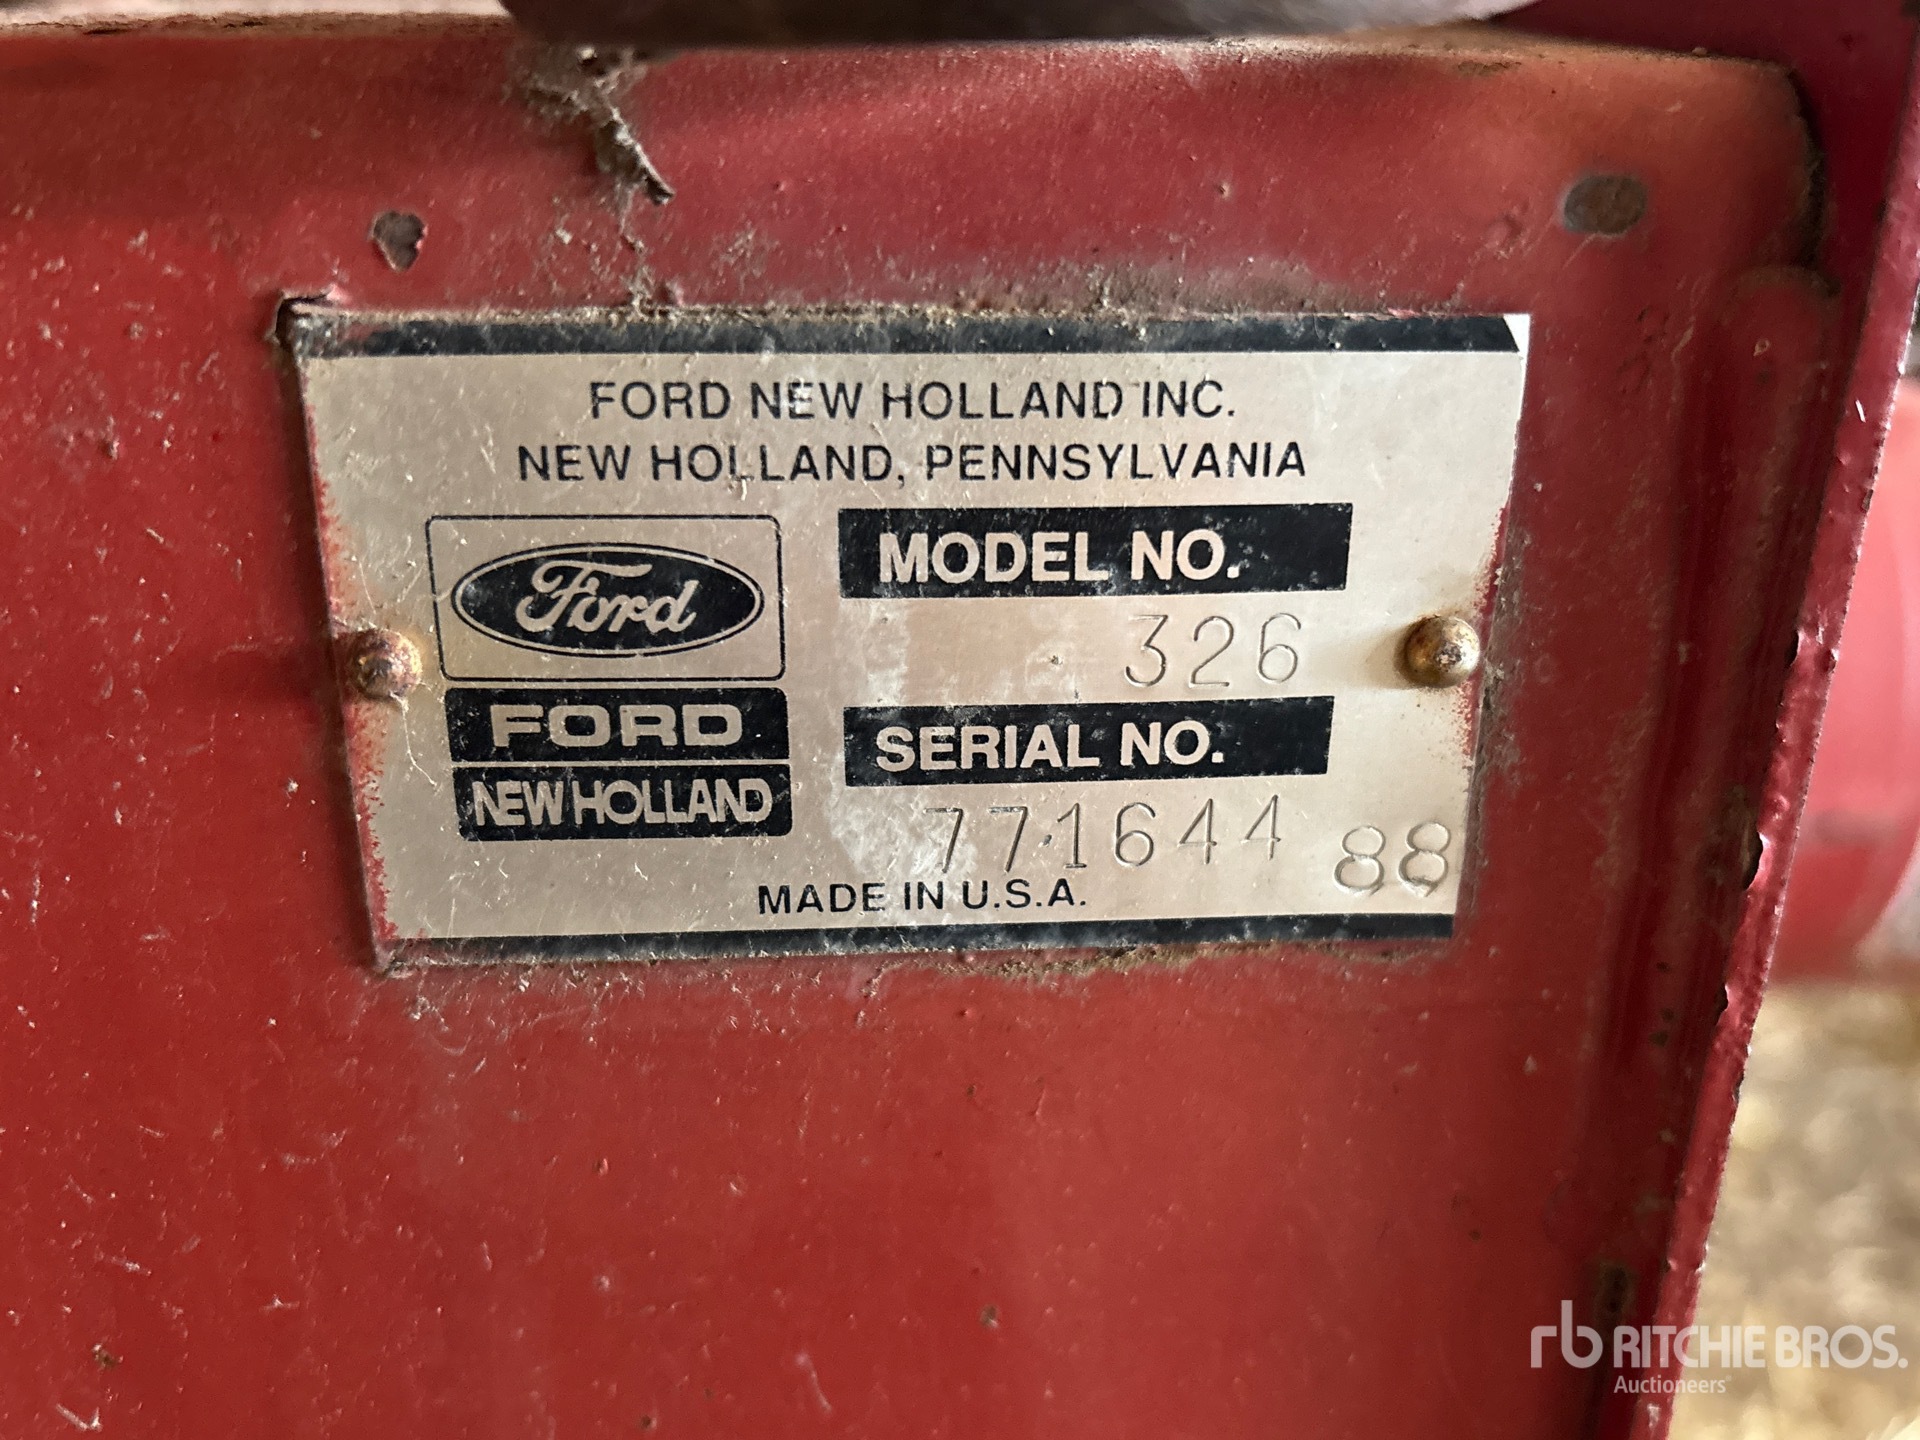 FORD NEW HOLLAND INC.
NEW HOLLAND, PENNSYLVANIA
Ford
FORD
NEW HOLLAND
MODEL NO.
326
SERIAL NO.
771644 88
MADE IN U.S.A.
rb RITCHIE BROS.
Auctioneers